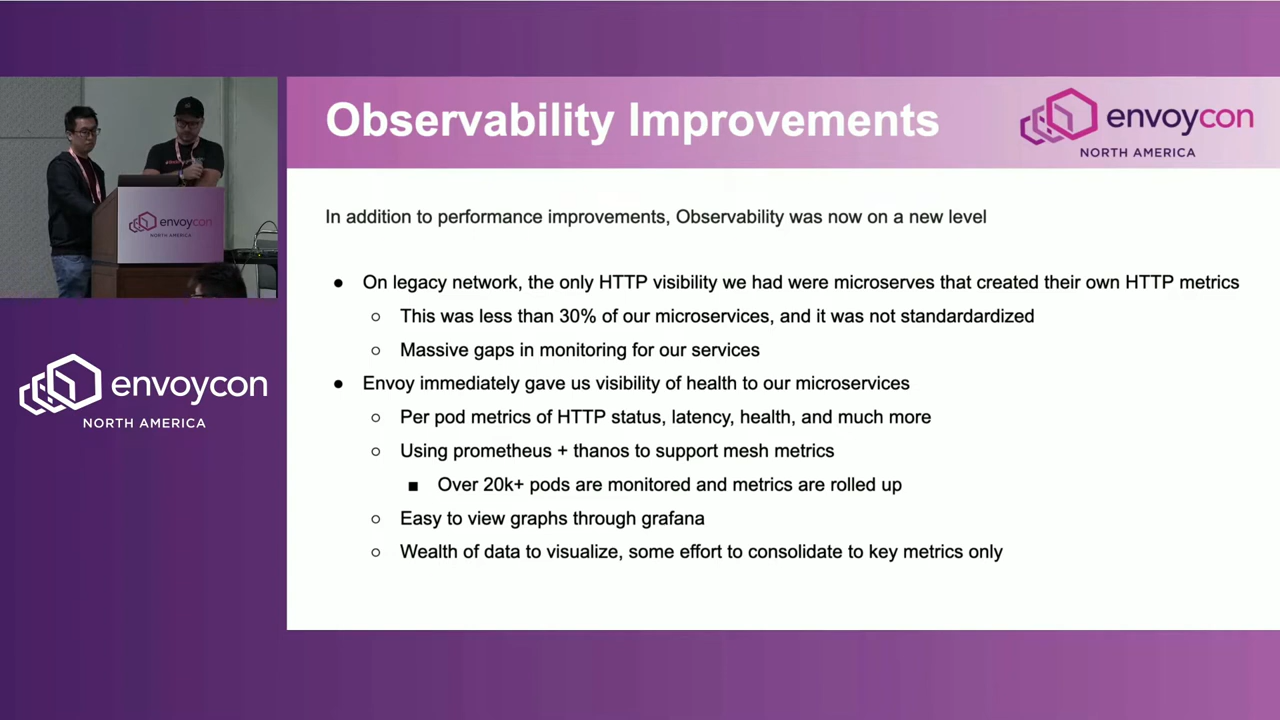 Observability Improvements
envoycon
NORTH AMERICA
In addition to performance improvements, Observability was now on a new level
● On legacy network, the only HTTP visibility we had were microserves that created their own HTTP metrics
○ This was less than 30% of our microservices, and it was not standardardized
○ Massive gaps in monitoring for our services
● Envoy immediately gave us visibility of health to our microservices
○ Per pod metrics of HTTP status, latency, health, and much more
○ Using prometheus + thanos to support mesh metrics
■ Over 20k+ pods are monitored and metrics are rolled up
○ Easy to view graphs through grafana
○ Wealth of data to visualize, some effort to consolidate to key metrics only
envoycon
NORTH AMERICA
envoycon
NORTH AMERICA